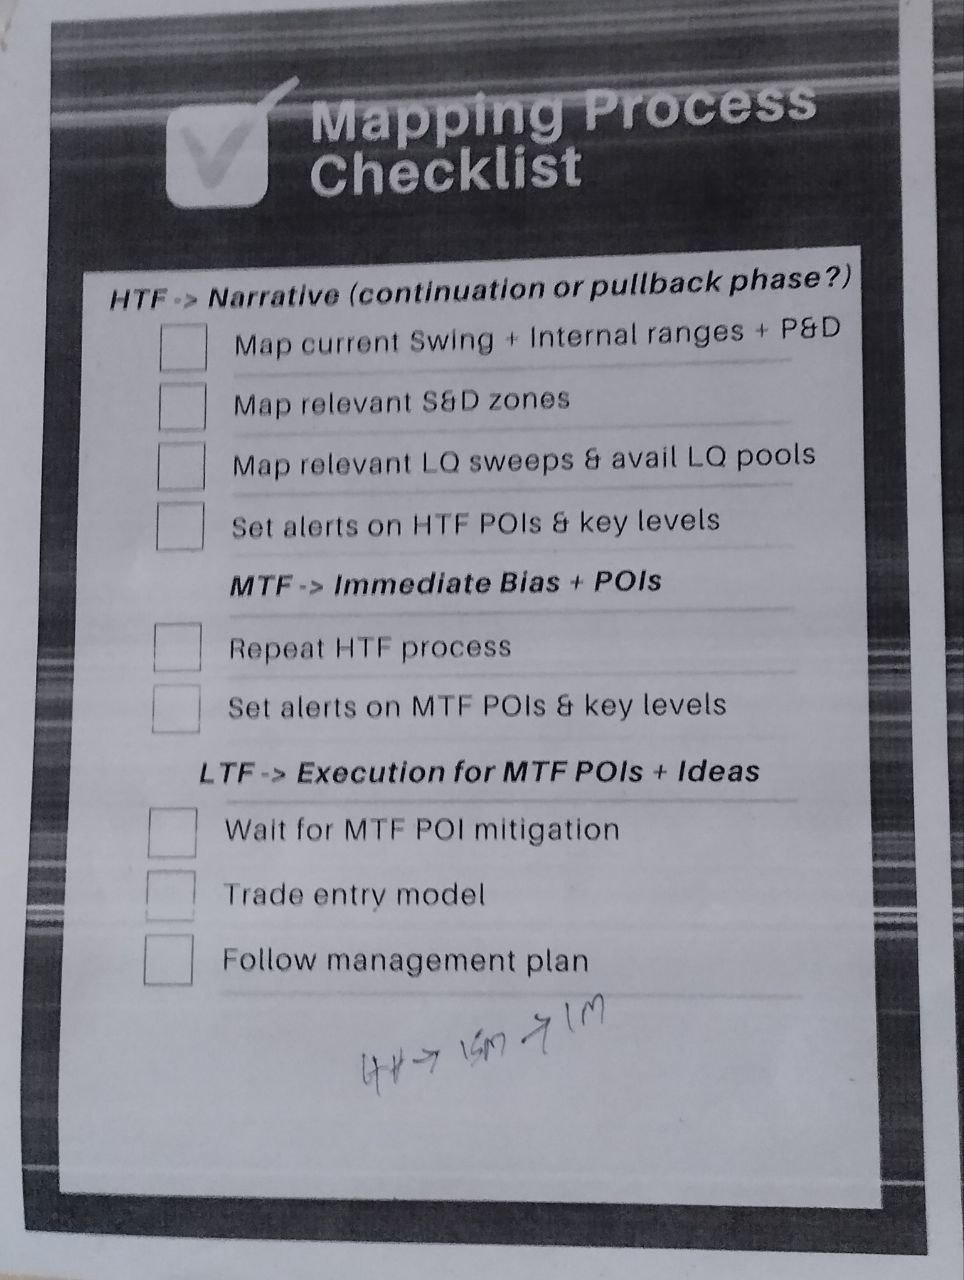 Mapping Process
Checklist
HTF -> Narrative (continuation or pullback phase?)
Map current Swing + Internal ranges + P&D
Map relevant S&D zones
Map relevant LQ sweeps & avail LQ pools
Set alerts on HTF POIs & key levels
MTF -> Immediate Bias + POIs
Repeat HTF process
Set alerts on MTF POIs & key levels
LTF -> Execution for MTF POIs + Ideas
Wait for MTF POI mitigation
Trade entry model
Follow management plan
4H → 15M → 1M